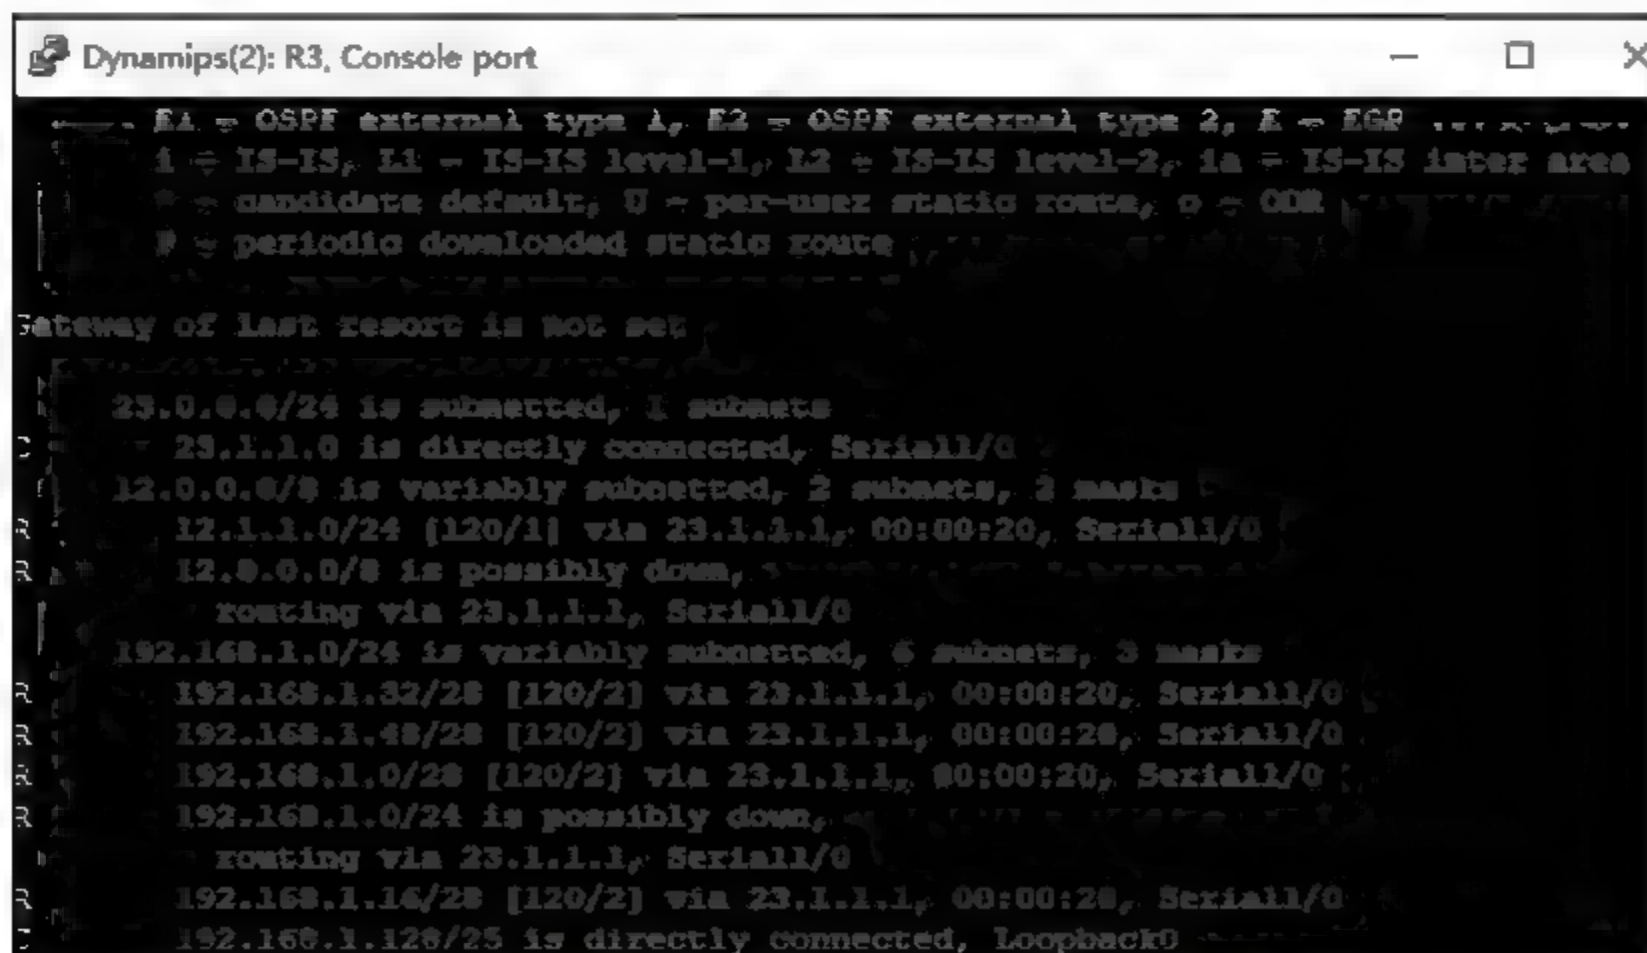 Dynamips(2): R3, Console port
E1 - OSPF external type 1, E2 - OSPF external type 2, E - EGP
i - IS-IS, L1 - IS-IS level-1, L2 - IS-IS level-2, ia - IS-IS inter area
* - candidate default, U - per-user static route, o - ODR
P - periodic downloaded static route
Gateway of last resort is not set
23.0.0.0/24 is subnetted, 1 subnets
C 23.1.1.0 is directly connected, Serial1/0
12.0.0.0/8 is variably subnetted, 2 subnets, 2 masks
R 12.1.1.0/24 [120/1] via 23.1.1.1, 00:00:20, Serial1/0
R 12.0.0.0/8 is possibly down,
routing via 23.1.1.1, Serial1/0
192.168.1.0/24 is variably subnetted, 6 subnets, 3 masks
R 192.168.1.32/28 [120/2] via 23.1.1.1, 00:00:20, Serial1/0
R 192.168.1.48/28 [120/2] via 23.1.1.1, 00:00:20, Serial1/0
R 192.168.1.0/28 [120/2] via 23.1.1.1, 00:00:20, Serial1/0
R 192.168.1.0/24 is possibly down,
routing via 23.1.1.1, Serial1/0
R 192.168.1.16/28 [120/2] via 23.1.1.1, 00:00:20, Serial1/0
C 192.168.1.128/25 is directly connected, Loopback0